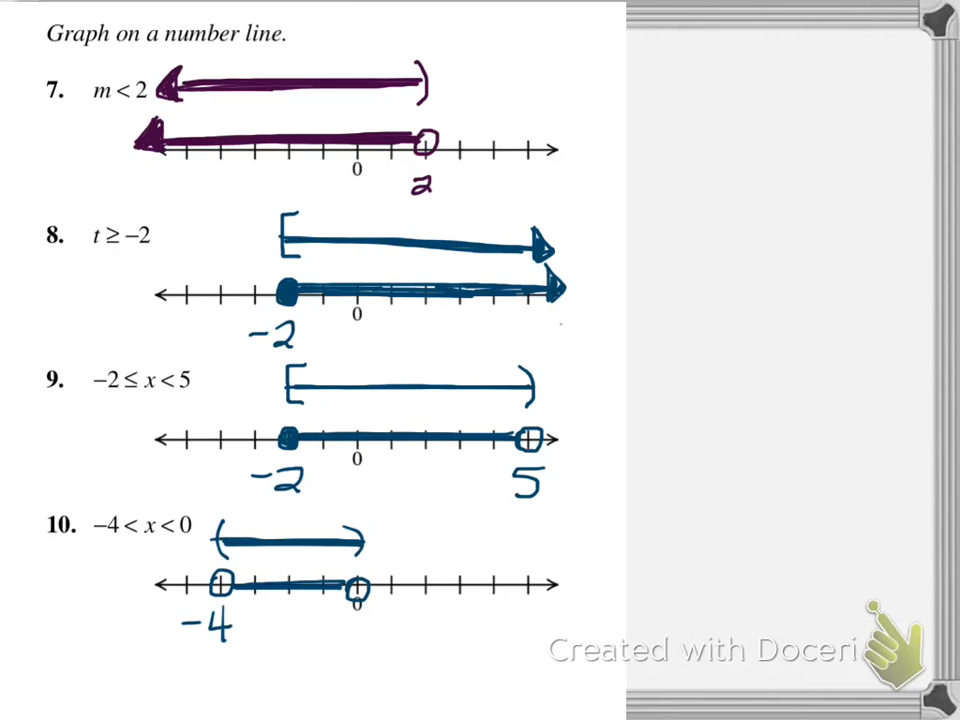 Graph on a number line.
7. m < 2
0
2
8. t ≥ –2
0
-2
9. –2 ≤ x < 5
0
-2 5
10. –4 < x < 0
0
-4
Created with Doceri